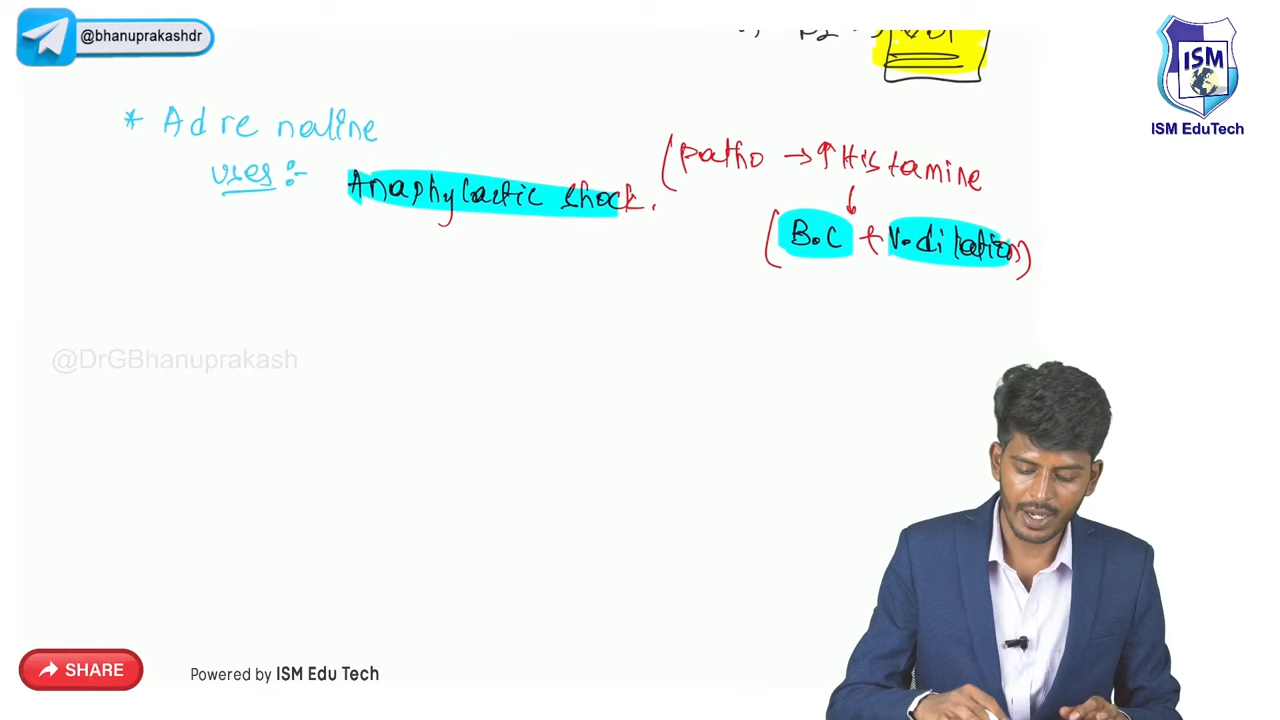 @bhanuprakashdr
ISM
ISM EduTech
* Adrenaline
uses:-
Anaphylactic shock.
(patho → ↑ Histamine
↓
(B.C + V.dilation)
@DrGBhanuprakash
SHARE
Powered by ISM Edu Tech